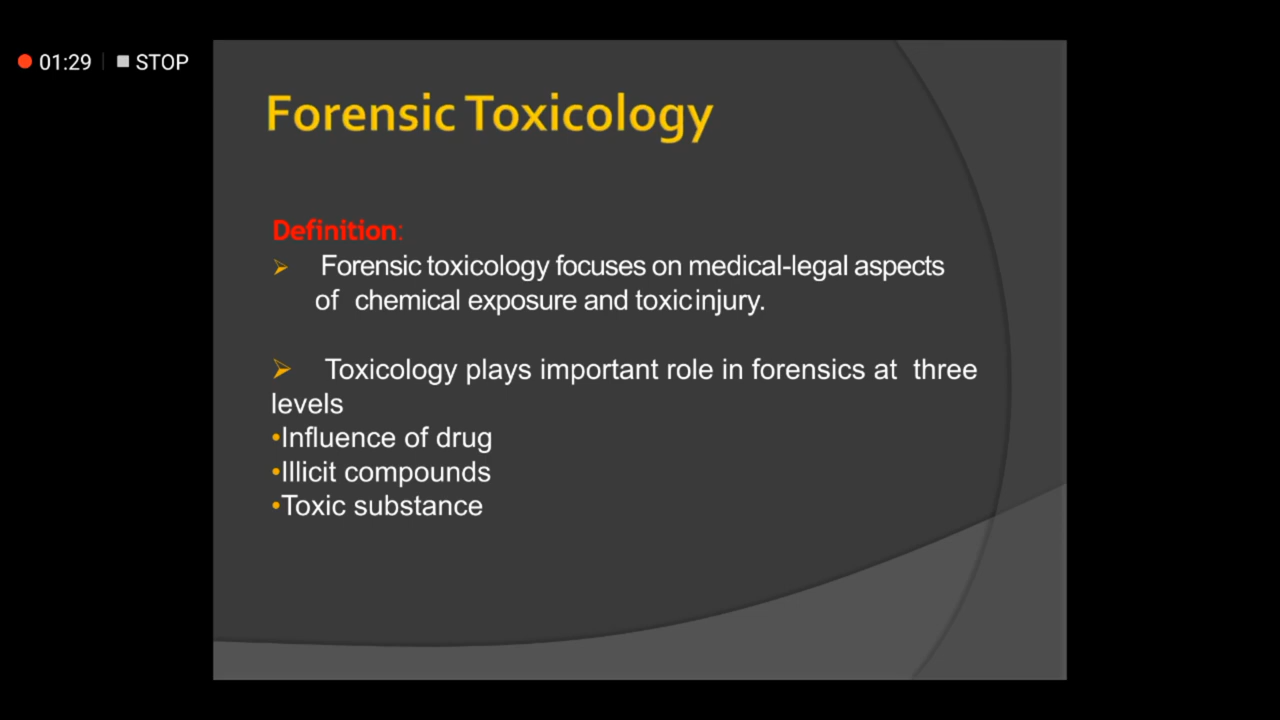 01:29 STOP
Forensic Toxicology
Definition:
Forensic toxicology focuses on medical-legal aspects
of chemical exposure and toxic injury.
Toxicology plays important role in forensics at three
levels
•Influence of drug
•Illicit compounds
•Toxic substance